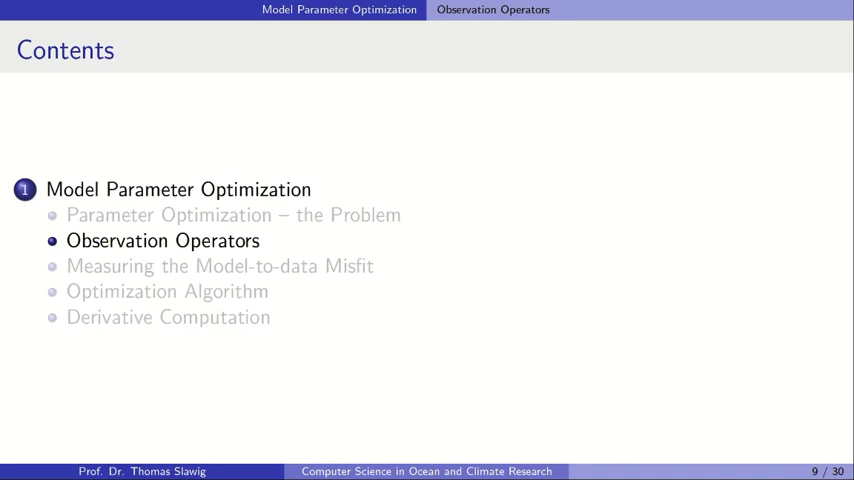 Model Parameter Optimization Observation Operators
Contents
1 Model Parameter Optimization
Parameter Optimization – the Problem
Observation Operators
Measuring the Model-to-data Misfit
Optimization Algorithm
Derivative Computation
Prof. Dr. Thomas Slawig Computer Science in Ocean and Climate Research 9 / 30